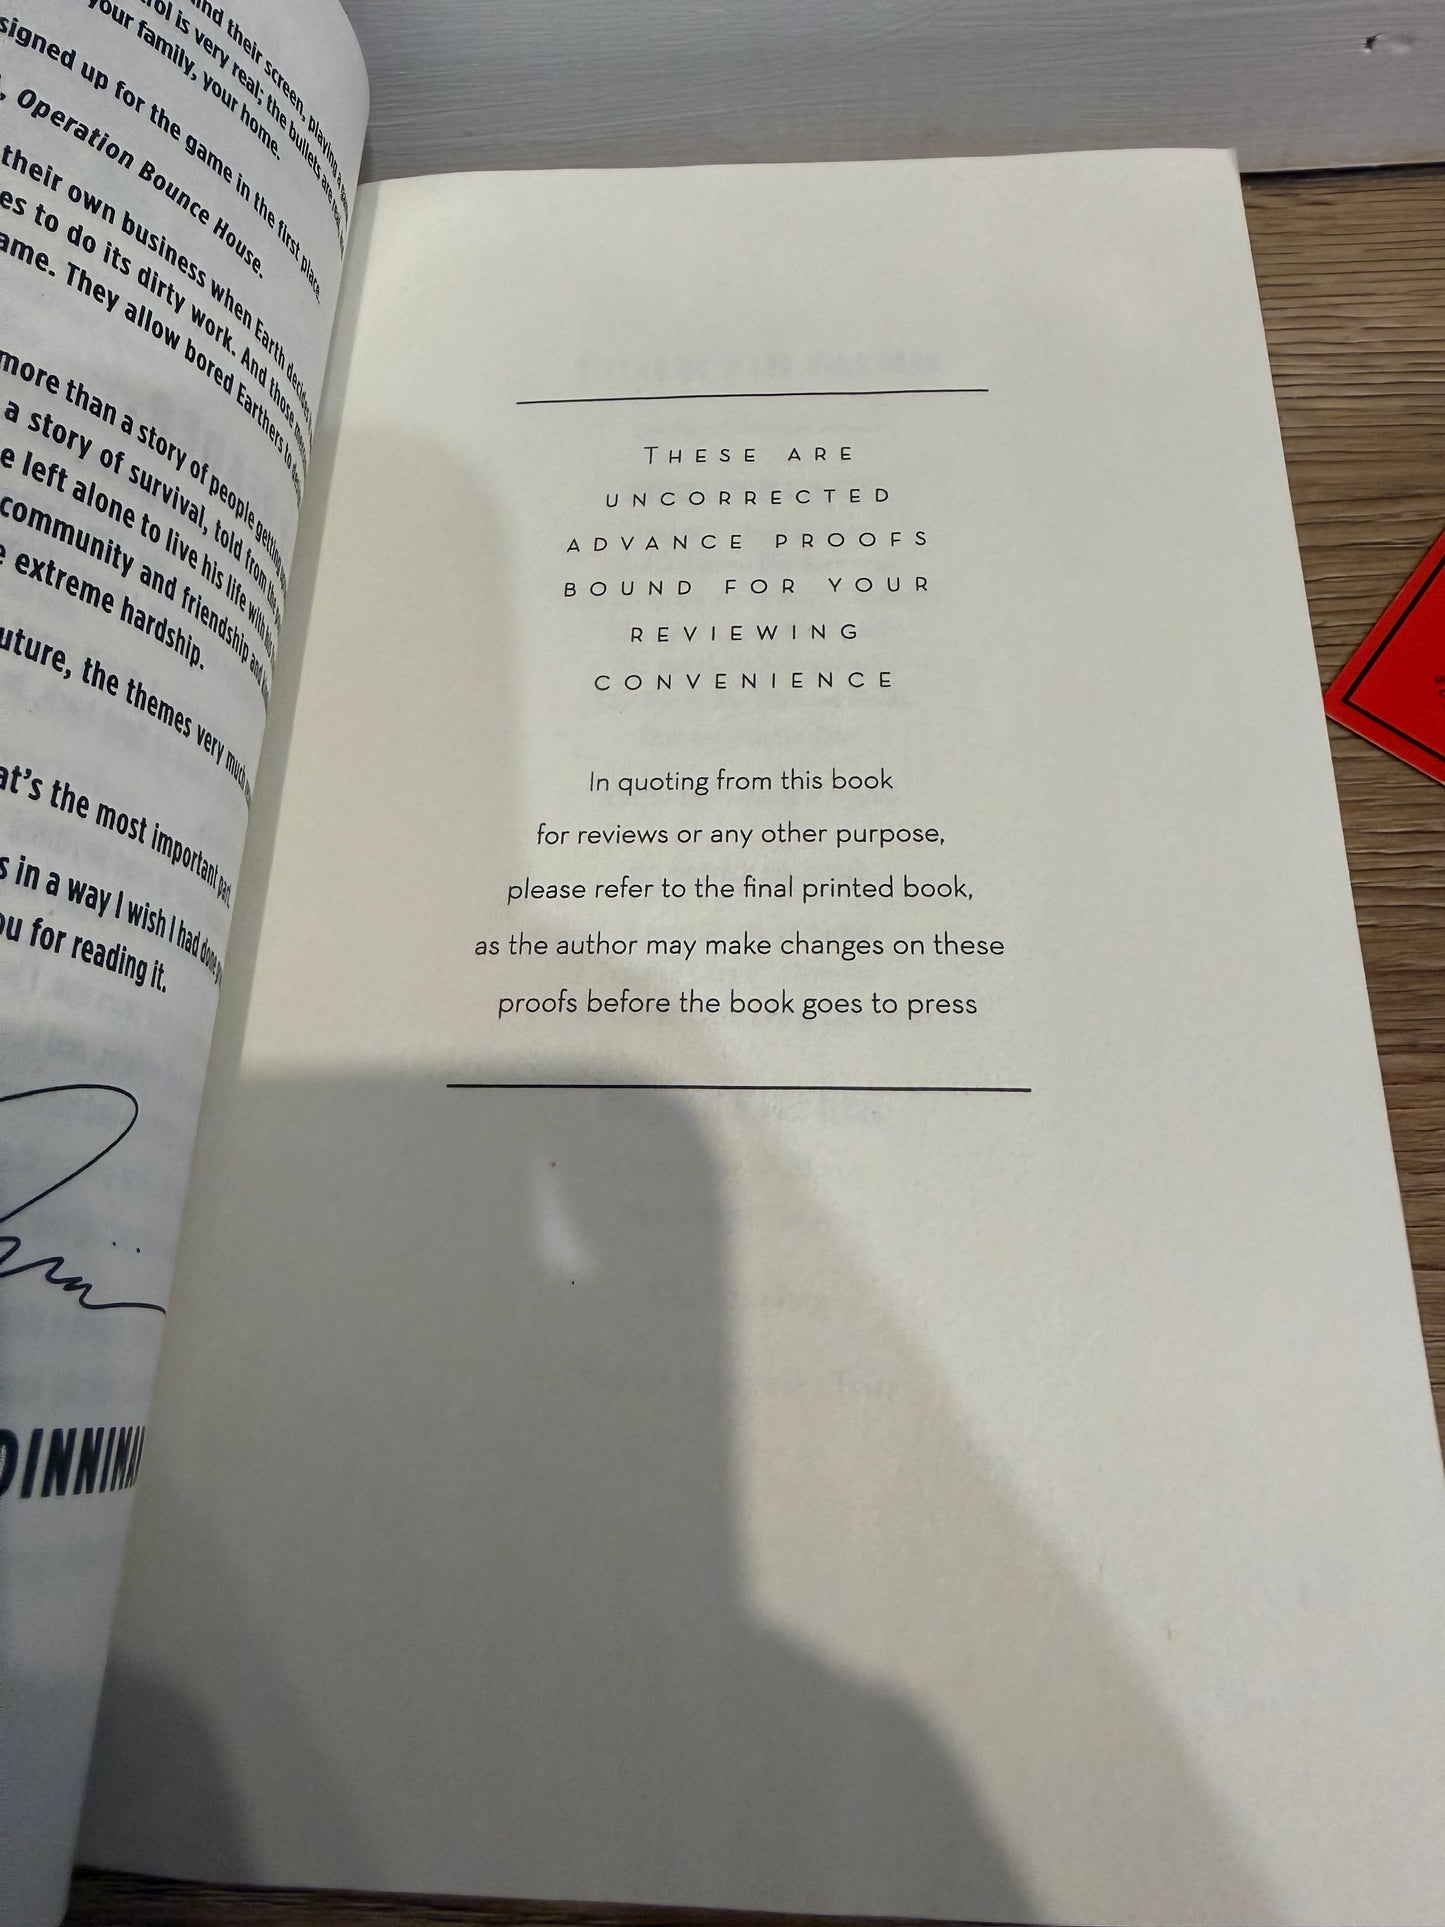 and their screen, playing a
rol is very real; the bullets are
your family, your home.
signed up for the game in the first place.
Operation Bounce House.
their own business when Earth decides
es to do its dirty work. And those
ame. They allow bored Earthers to
more than a story of people getting
a story of survival, told from the
e left alone to live his life with his
community and friendship and
extreme hardship.
uture, the themes very much
at's the most important part.
s in a way I wish I had done
ou for reading it.
DINNIMAN
THESE ARE
UNCORRECTED
ADVANCE PROOFS
BOUND FOR YOUR
REVIEWING
CONVENIENCE
In quoting from this book
for reviews or any other purpose,
please refer to the final printed book,
as the author may make changes on these
proofs before the book goes to press